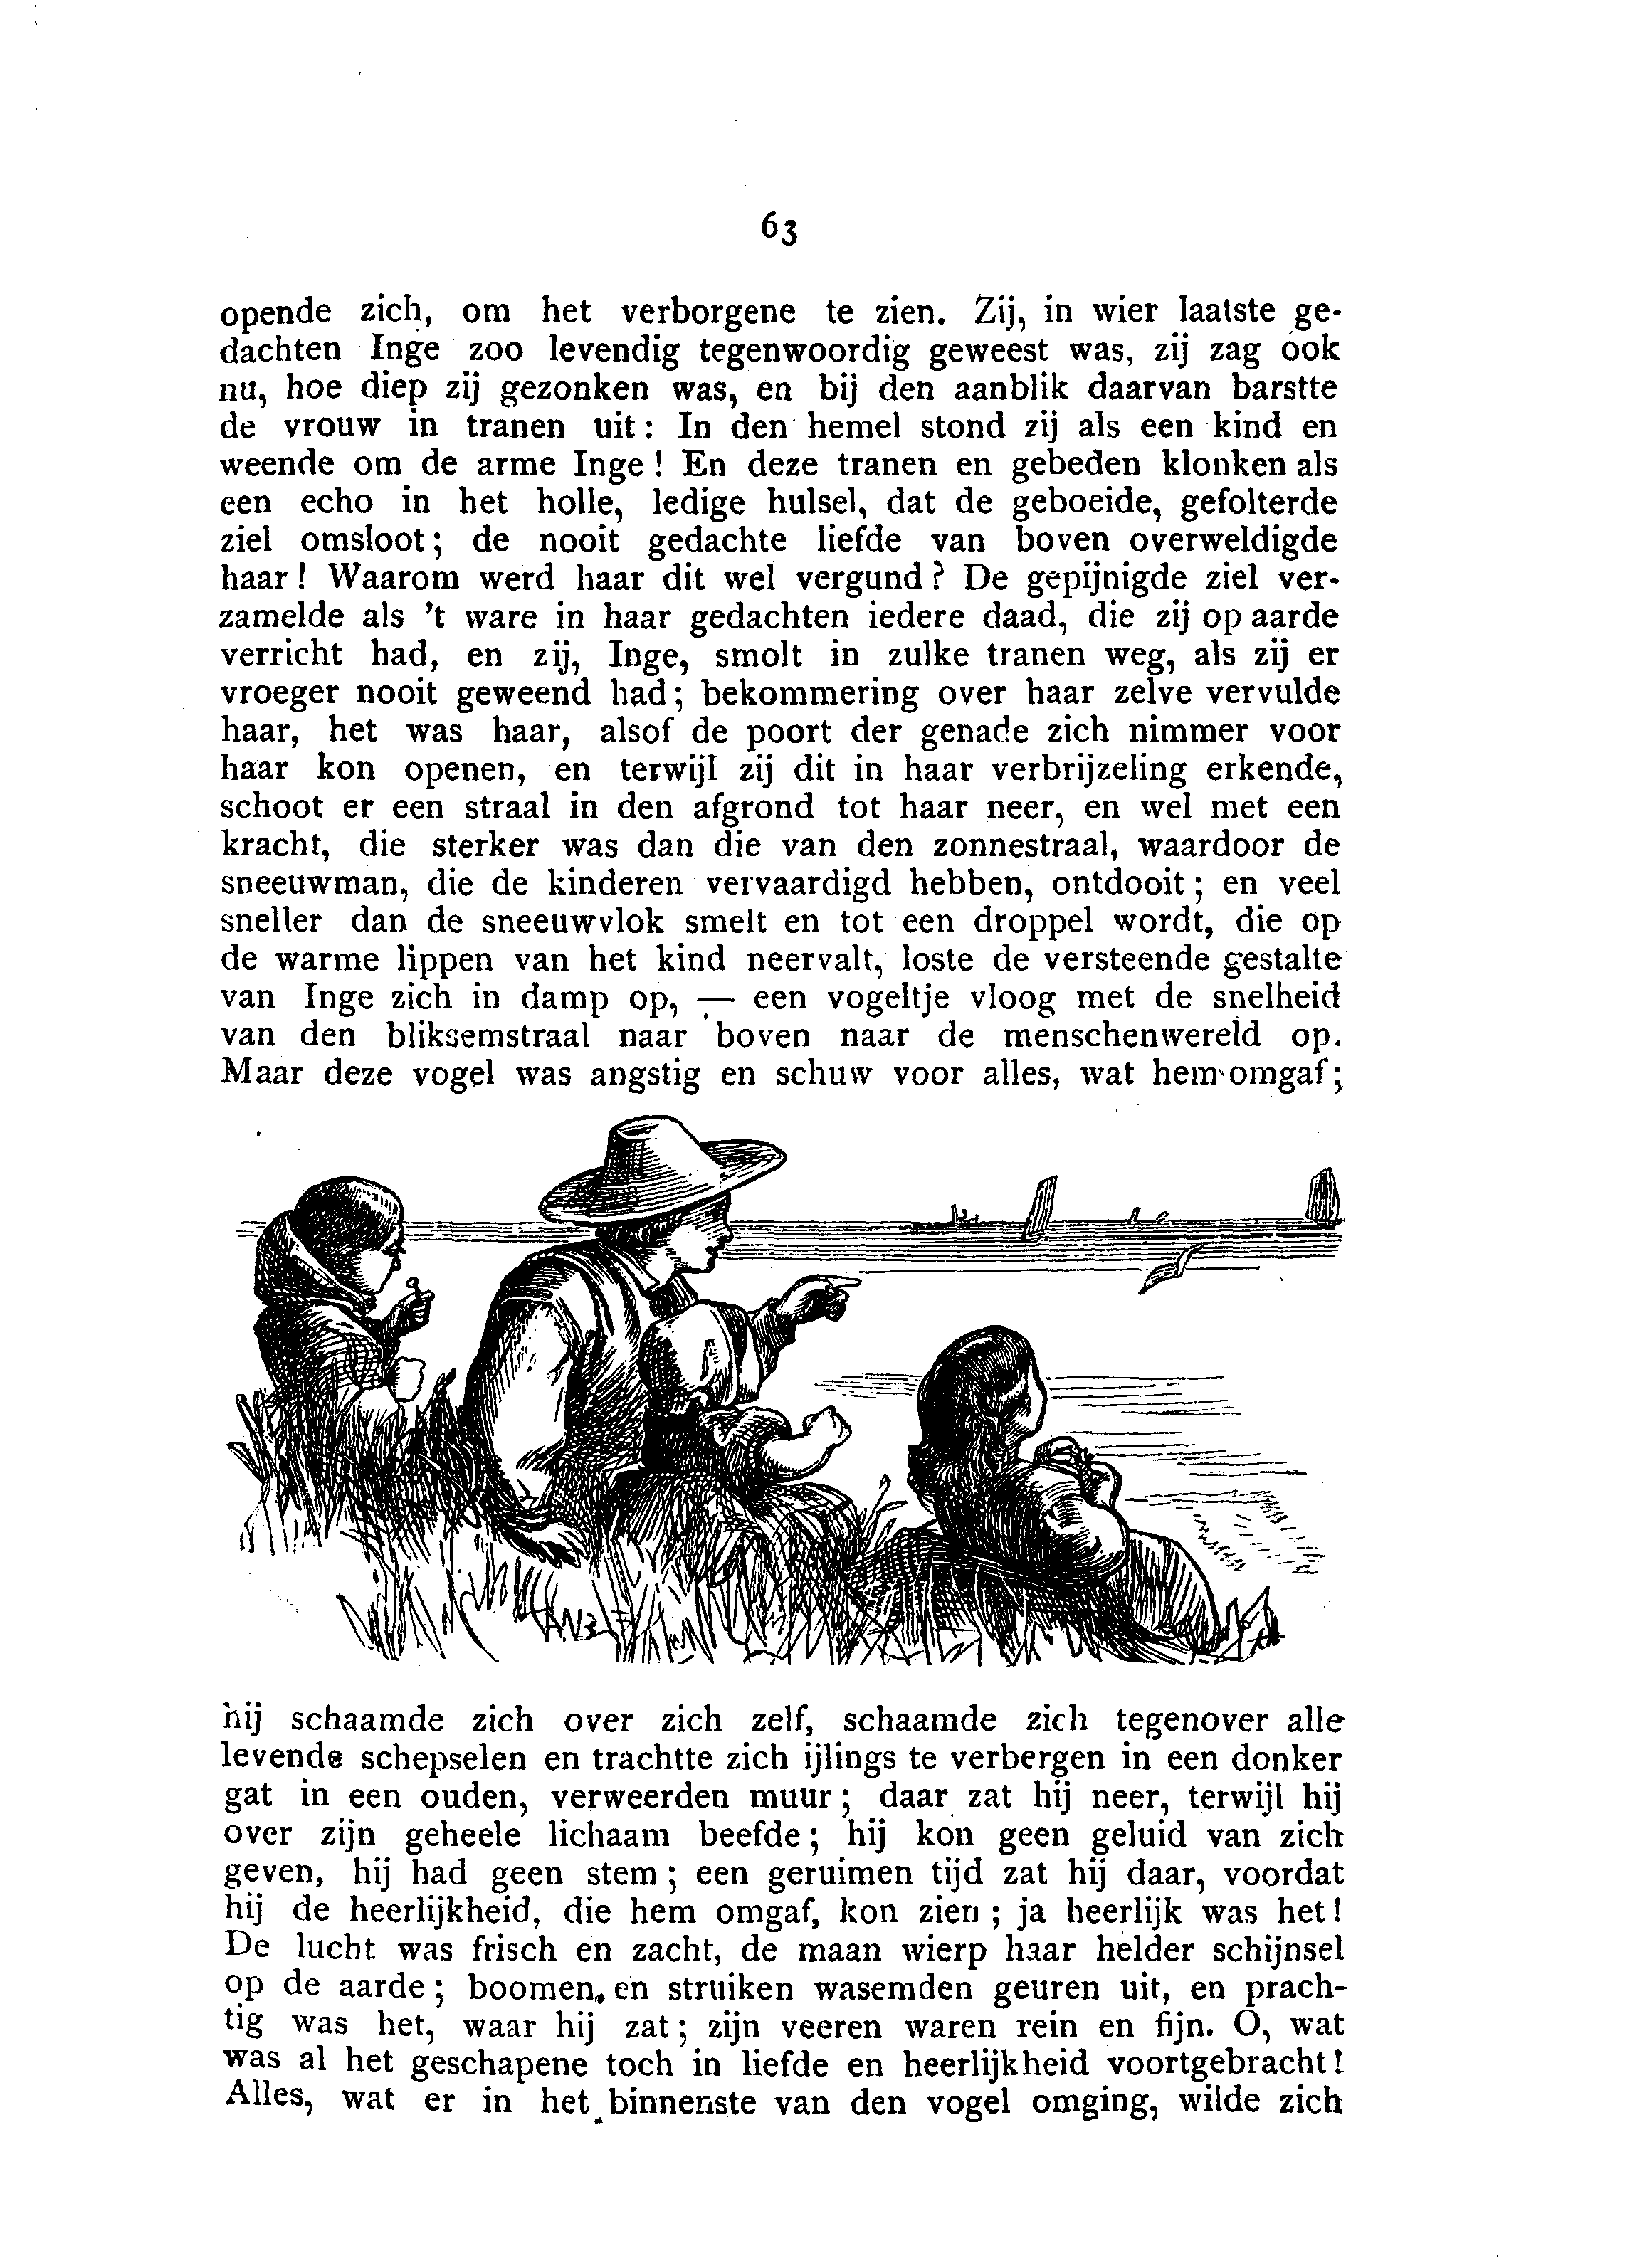 63
opende zich, om het verborgene te zien. Zij, in wier laatste ge-
dachten Inge zoo levendig tegenwoordig geweest was, zij zag ook
nu, hoe diep zij gezonken was, en bij den aanblik daarvan barstte
de vrouw in tranen uit: In den hemel stond zij als een kind en
weende om de arme Inge! En deze tranen en gebeden klonken als
een echo in het holle, ledige hulsel, dat de geboeide, gefolterde
ziel omsloot; de nooit gedachte liefde van boven overweldigde
haar! Waarom werd haar dit wel vergund? De gepijnigde ziel ver-
zamelde als 't ware in haar gedachten iedere daad, die zij op aarde
verricht had, en zij, Inge, smolt in zulke tranen weg, als zij er
vroeger nooit geweend had; bekommering over haar zelve vervulde
haar, het was haar, alsof de poort der genade zich nimmer voor
haar kon openen, en terwijl zij dit in haar verbrijzeling erkende,
schoot er een straal in den afgrond tot haar neer, en wel met een
kracht, die sterker was dan die van den zonnestraal, waardoor de
sneeuwman, die de kinderen vervaardigd hebben, ontdooit; en veel
sneller dan de sneeuwvlok smelt en tot een droppel wordt, die op
de warme lippen van het kind neervalt, loste de versteende gestalte
van Inge zich in damp op, — een vogeltje vloog met de snelheid
van den bliksemstraal naar boven naar de menschenwereld op.
Maar deze vogel was angstig en schuw voor alles, wat hem omgaf;
hij schaamde zich over zich zelf, schaamde zich tegenover alle
levende schepselen en trachtte zich ijlings te verbergen in een donker
gat in een ouden, verweerden muur; daar zat hij neer, terwijl hij
over zijn geheele lichaam beefde; hij kon geen geluid van zich
geven, hij had geen stem; een geruimen tijd zat hij daar, voordat
hij de heerlijkheid, die hem omgaf, kon zien; ja heerlijk was het!
De lucht was frisch en zacht, de maan wierp haar helder schijnsel
op de aarde; boomen en struiken wasemden geuren uit, en prach-
tig was het, waar hij zat; zijn veeren waren rein en fijn. O, wat
was al het geschapene toch in liefde en heerlijkheid voortgebracht!
Alles, wat er in het binnenste van den vogel omging, wilde zich